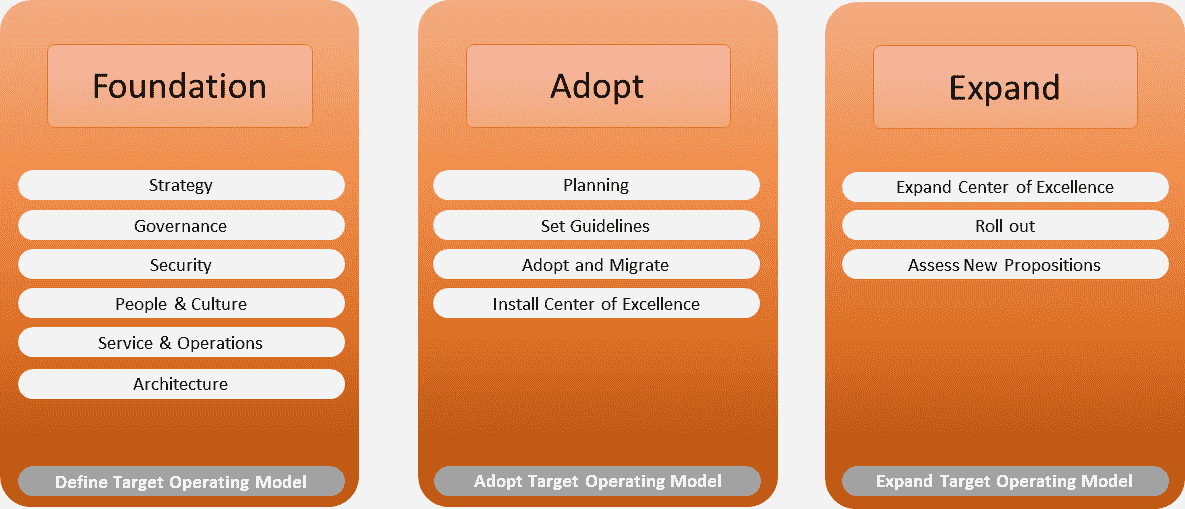 Foundation
Strategy
Governance
Security
People & Culture
Service & Operations
Architecture
Define Target Operating Model
Adopt
Planning
Set Guidelines
Adopt and Migrate
Install Center of Excellence
Adopt Target Operating Model
Expand
Expand Center of Excellence
Roll out
Assess New Propositions
Expand Target Operating Model